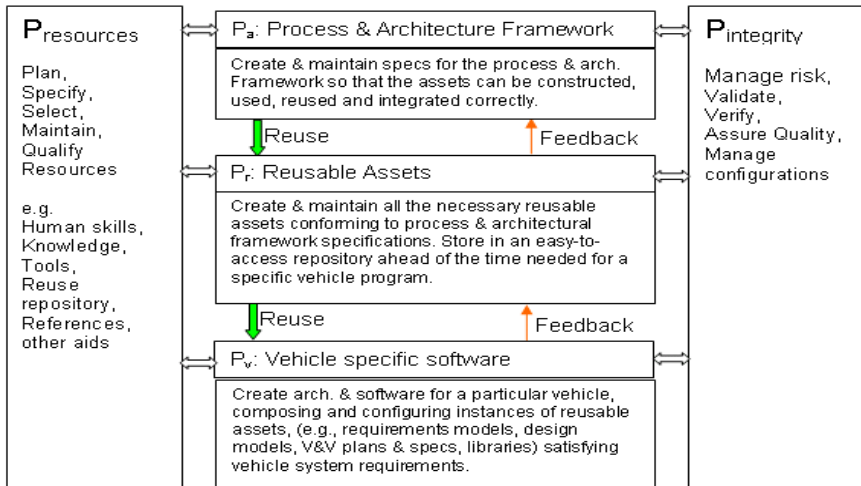 Presources
Plan,
Specify,
Select,
Maintain,
Qualify
Resources
e.g.
Human skills,
Knowledge,
Tools,
Reuse
repository,
References,
other aids
Pa: Process & Architecture Framework
Create & maintain specs for the process & arch.
Framework so that the assets can be constructed,
used, reused and integrated correctly.
Reuse
Feedback
Pr: Reusable Assets
Create & maintain all the necessary reusable
assets conforming to process & architectural
framework specifications. Store in an easy-to-
access repository ahead of the time needed for a
specific vehicle program.
Reuse
Feedback
Pv: Vehicle specific software
Create arch. & software for a particular vehicle,
composing and configuring instances of reusable
assets, (e.g., requirements models, design
models, V&V plans & specs, libraries) satisfying
vehicle system requirements.
Pintegrity
Manage risk,
Validate,
Verify,
Assure Quality,
Manage
configurations